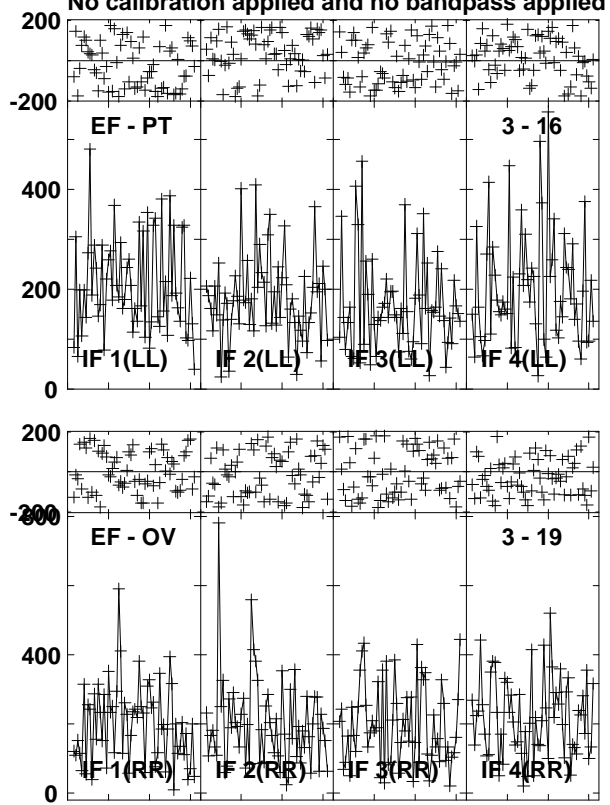 No calibration applied and no bandpass applied
200
-200
EF - PT 3 - 16
400
200
0
IF 1(LL) IF 2(LL) IF 3(LL) IF 4(LL)
200
-200
800
EF - OV 3 - 19
400
0
IF 1(RR) IF 2(RR) IF 3(RR) IF 4(RR)